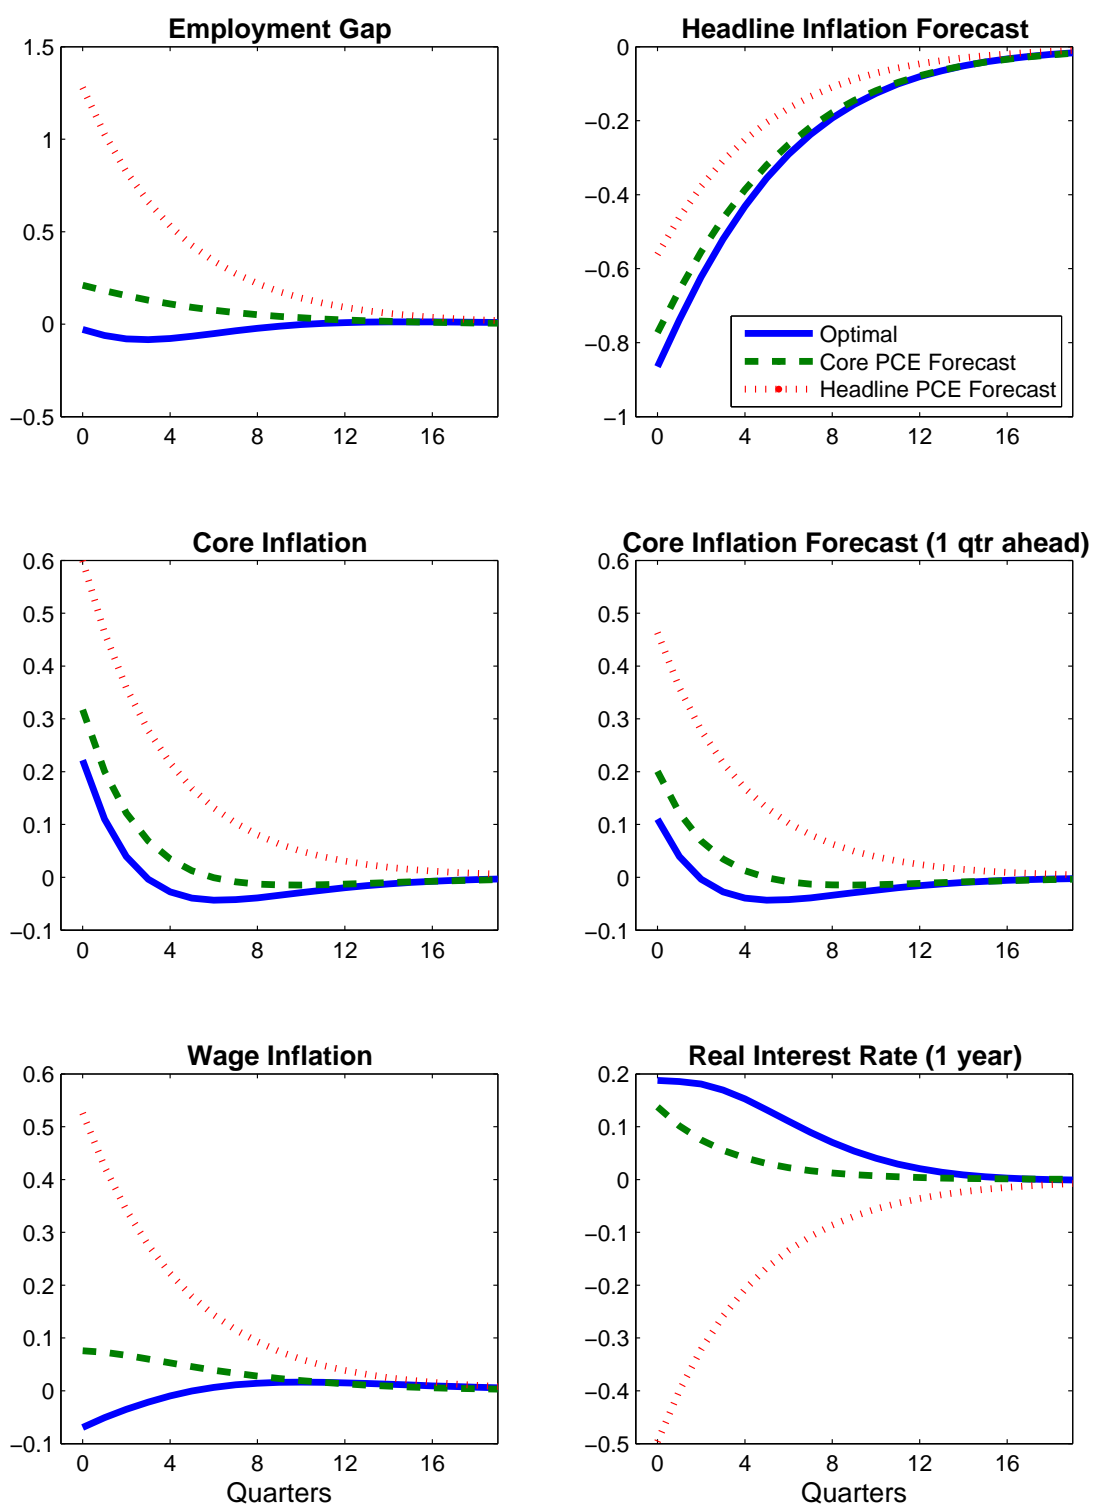 Employment Gap
1.5
1
0.5
0
−0.5
0 4 8 12 16
Headline Inflation Forecast
0
−0.2
−0.4
−0.6
−0.8
−1
0 4 8 12 16
Optimal
Core PCE Forecast
Headline PCE Forecast
Core Inflation
0.6
0.5
0.4
0.3
0.2
0.1
0
−0.1
0 4 8 12 16
Core Inflation Forecast (1 qtr ahead)
0.6
0.5
0.4
0.3
0.2
0.1
0
−0.1
0 4 8 12 16
Wage Inflation
0.6
0.5
0.4
0.3
0.2
0.1
0
−0.1
0 4 8 12 16
Quarters
Real Interest Rate (1 year)
0.2
0.1
0
−0.1
−0.2
−0.3
−0.4
−0.5
0 4 8 12 16
Quarters